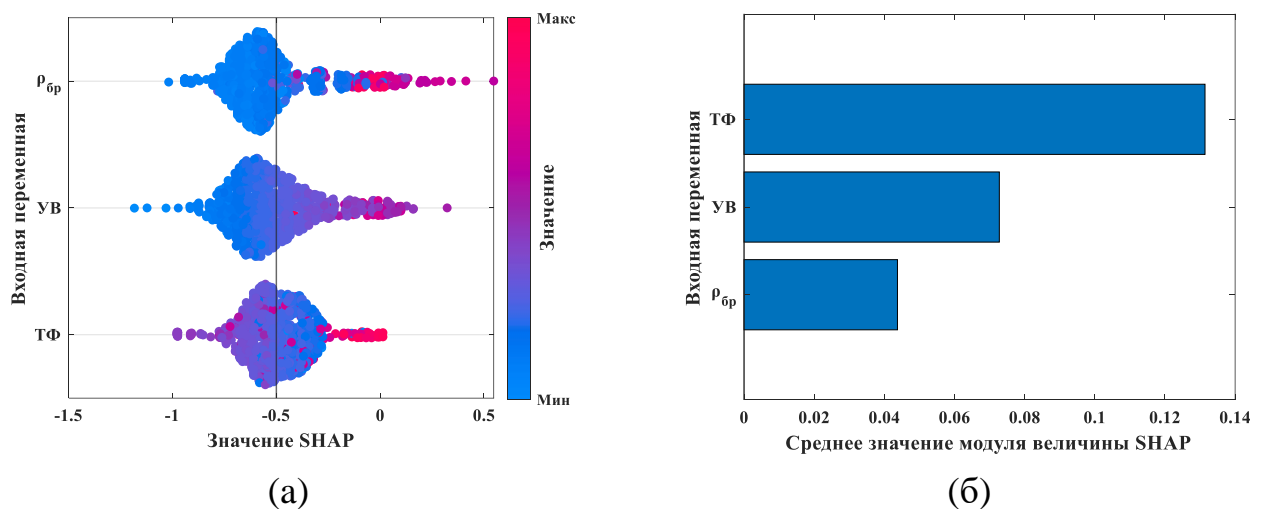 Входная переменная
ρбр
УВ
ТФ
-1.5 -1 -0.5 0 0.5
Значение SHAP
Макс
Значение
Мин
(а)
Входная переменная
ТФ
УВ
ρбр
0 0.02 0.04 0.06 0.08 0.1 0.12 0.14
Среднее значение модуля величины SHAP
(б)